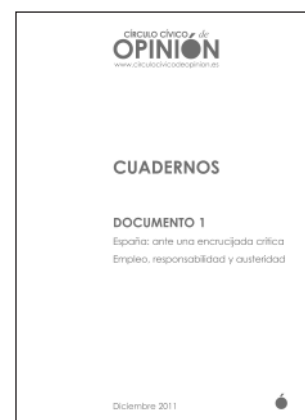 CÍRCULO CÍVICO de
OPINIÓN
www.circulocivicodeopinion.es
CUADERNOS
DOCUMENTO 1
España: ante una encrucijada crítica
Empleo, responsabilidad y austeridad
Diciembre 2011